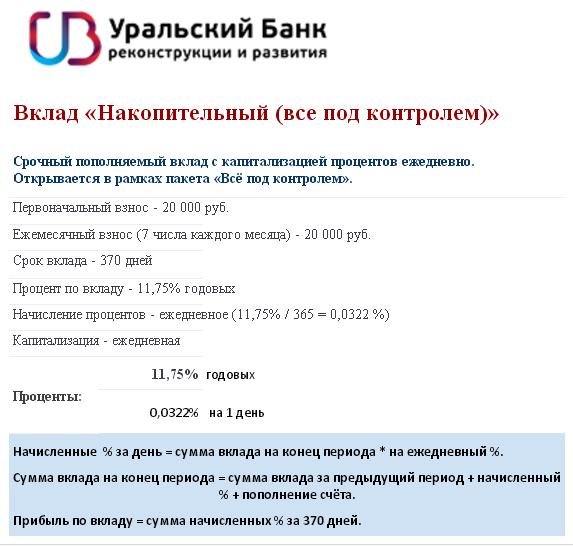 Уральский Банк
реконструкции и развития
Вклад «Накопительный (все под контролем)»
Срочный пополняемый вклад с капитализацией процентов ежедневно.
Открывается в рамках пакета «Всё под контролем».
Первоначальный взнос - 20 000 руб.
Ежемесячный взнос (7 числа каждого месяца) - 20 000 руб.
Срок вклада - 370 дней
Процент по вкладу - 11,75% годовых
Начисление процентов - ежедневное (11,75% / 365 = 0,0322 %)
Капитализация - ежедневная
Проценты:
11,75% годовых
0,0322% на 1 день
Начисленные % за день = сумма вклада на конец периода * на ежедневный %.
Сумма вклада на конец периода = сумма вклада за предыдущий период + начисленный
% + пополнение счёта.
Прибыль по вкладу = сумма начисленных % за 370 дней.